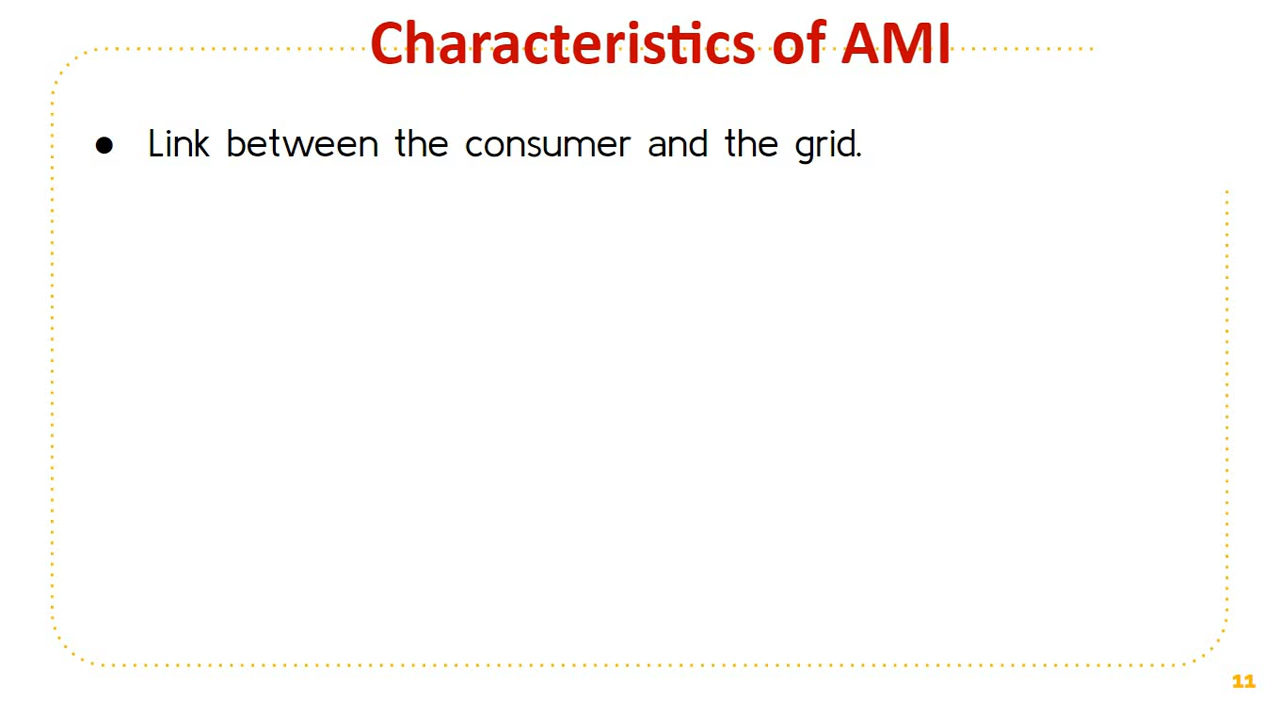 Characteristics of AMI
● Link between the consumer and the grid.
11